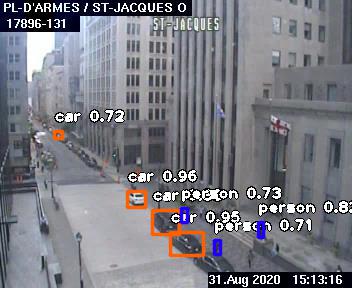 PL-D'ARMES / ST-JACQUES O
17896-131
ST-JACQUES
car 0.72
car 0.96
person 0.73
person 0.82
car 0.95
person 0.71
31.Aug 2020 15:13:16